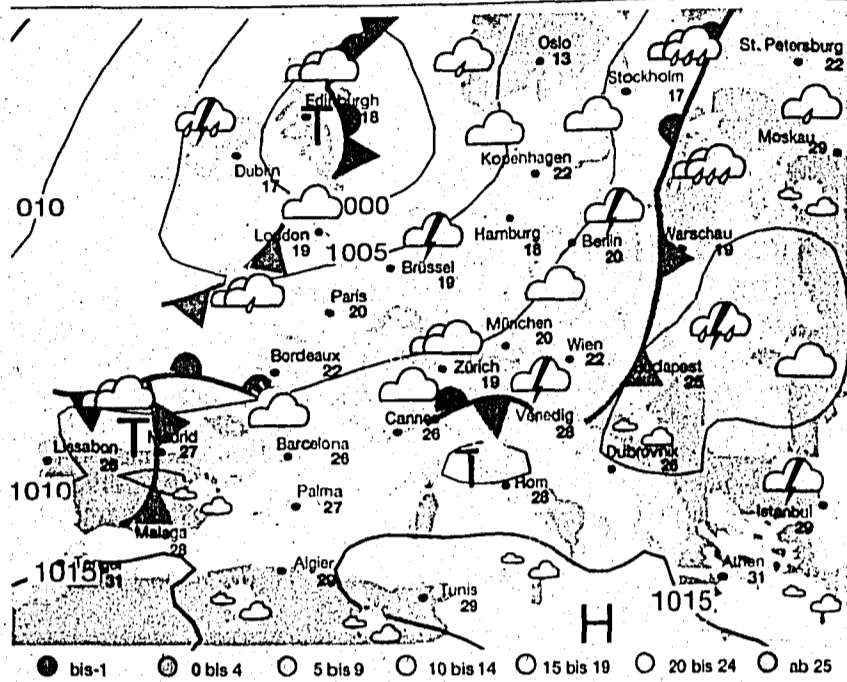 Oslo
13
St. Petersburg
22
Stockholm
17
Edinburgh
18
T
Moskau
29
Dublin
17
Kopenhagen
22
010
000
London
19
1005
Hamburg
18
Berlin
20
Warschau
19
Brüssel
19
Paris
20
München
20
Wien
22
Bordeaux
22
Zürich
19
Budapest
25
Cannes
26
Venedig
28
T
Madrid
27
Lissabon
Barcelona
26
T
Rom
28
Dubrovnik
26
1010
Palma
27
Istanbul
29
Malaga
28
1015
31
Algier
29
Athen
31
Tunis
29
1015
H
bis-1
0 bis 4
5 bis 9
10 bis 14
15 bis 19
20 bis 24
ab 25